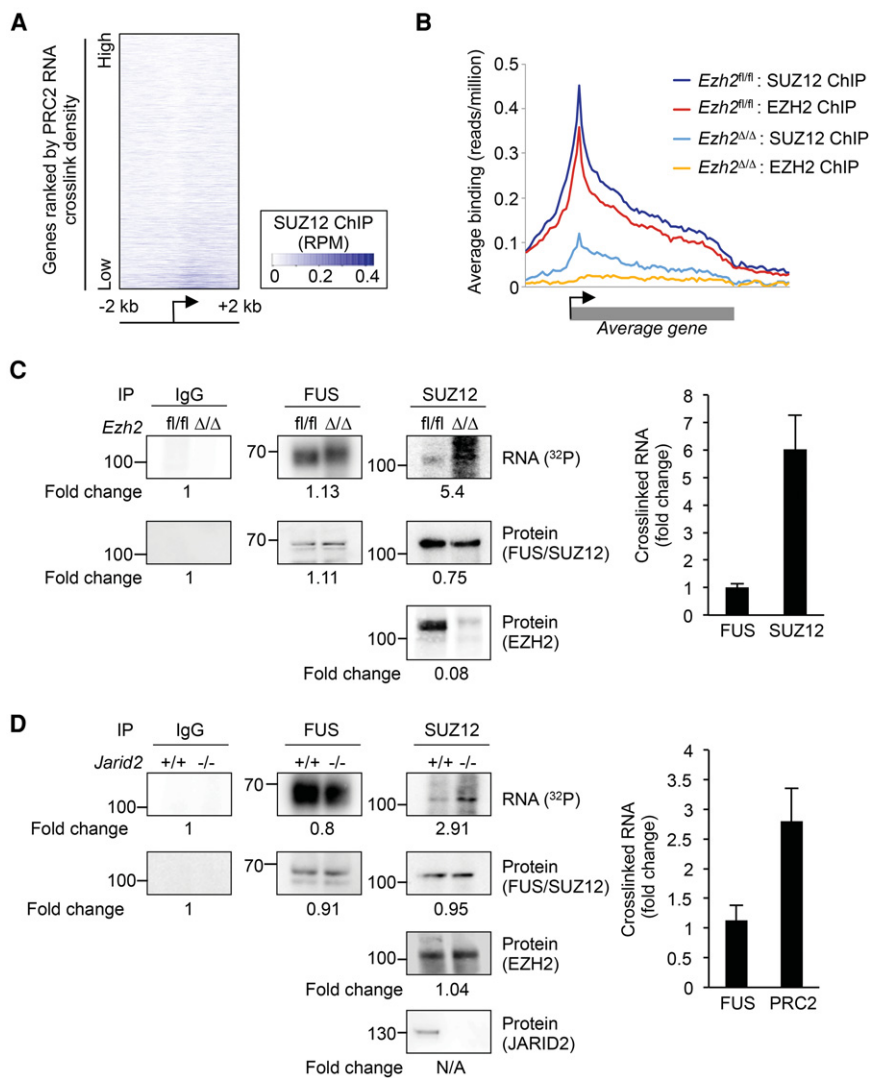 A
Genes ranked by PRC2 RNA
crosslink density
High
Low
-2 kb
+2 kb
SUZ12 ChIP
(RPM)
0 0.2 0.4
B
Average binding (reads/million)
0.5
0.4
0.3
0.2
0.1
0
Average gene
Ezh2fl/fl : SUZ12 ChIP
Ezh2fl/fl : EZH2 ChIP
Ezh2Δ/Δ : SUZ12 ChIP
Ezh2Δ/Δ : EZH2 ChIP
C
IP IgG FUS SUZ12
Ezh2 fl/fl Δ/Δ fl/fl Δ/Δ fl/fl Δ/Δ
100 70 100 RNA (32P)
Fold change 1 1.13 5.4
100 70 100 Protein
(FUS/SUZ12)
Fold change 1 1.11 0.75
100 Protein
(EZH2)
Fold change 0.08
Crosslinked RNA
(fold change)
8
7
6
5
4
3
2
1
0
FUS SUZ12
D
IP IgG FUS SUZ12
Jarid2 +/+ -/- +/+ -/- +/+ -/-
100 70 100 RNA (32P)
Fold change 1 0.8 2.91
100 70 100 Protein
(FUS/SUZ12)
Fold change 1 0.91 0.95
100 Protein
(EZH2)
Fold change 1.04
130 Protein
(JARID2)
Fold change N/A
Crosslinked RNA
(fold change)
4
3.5
3
2.5
2
1.5
1
0.5
0
FUS PRC2